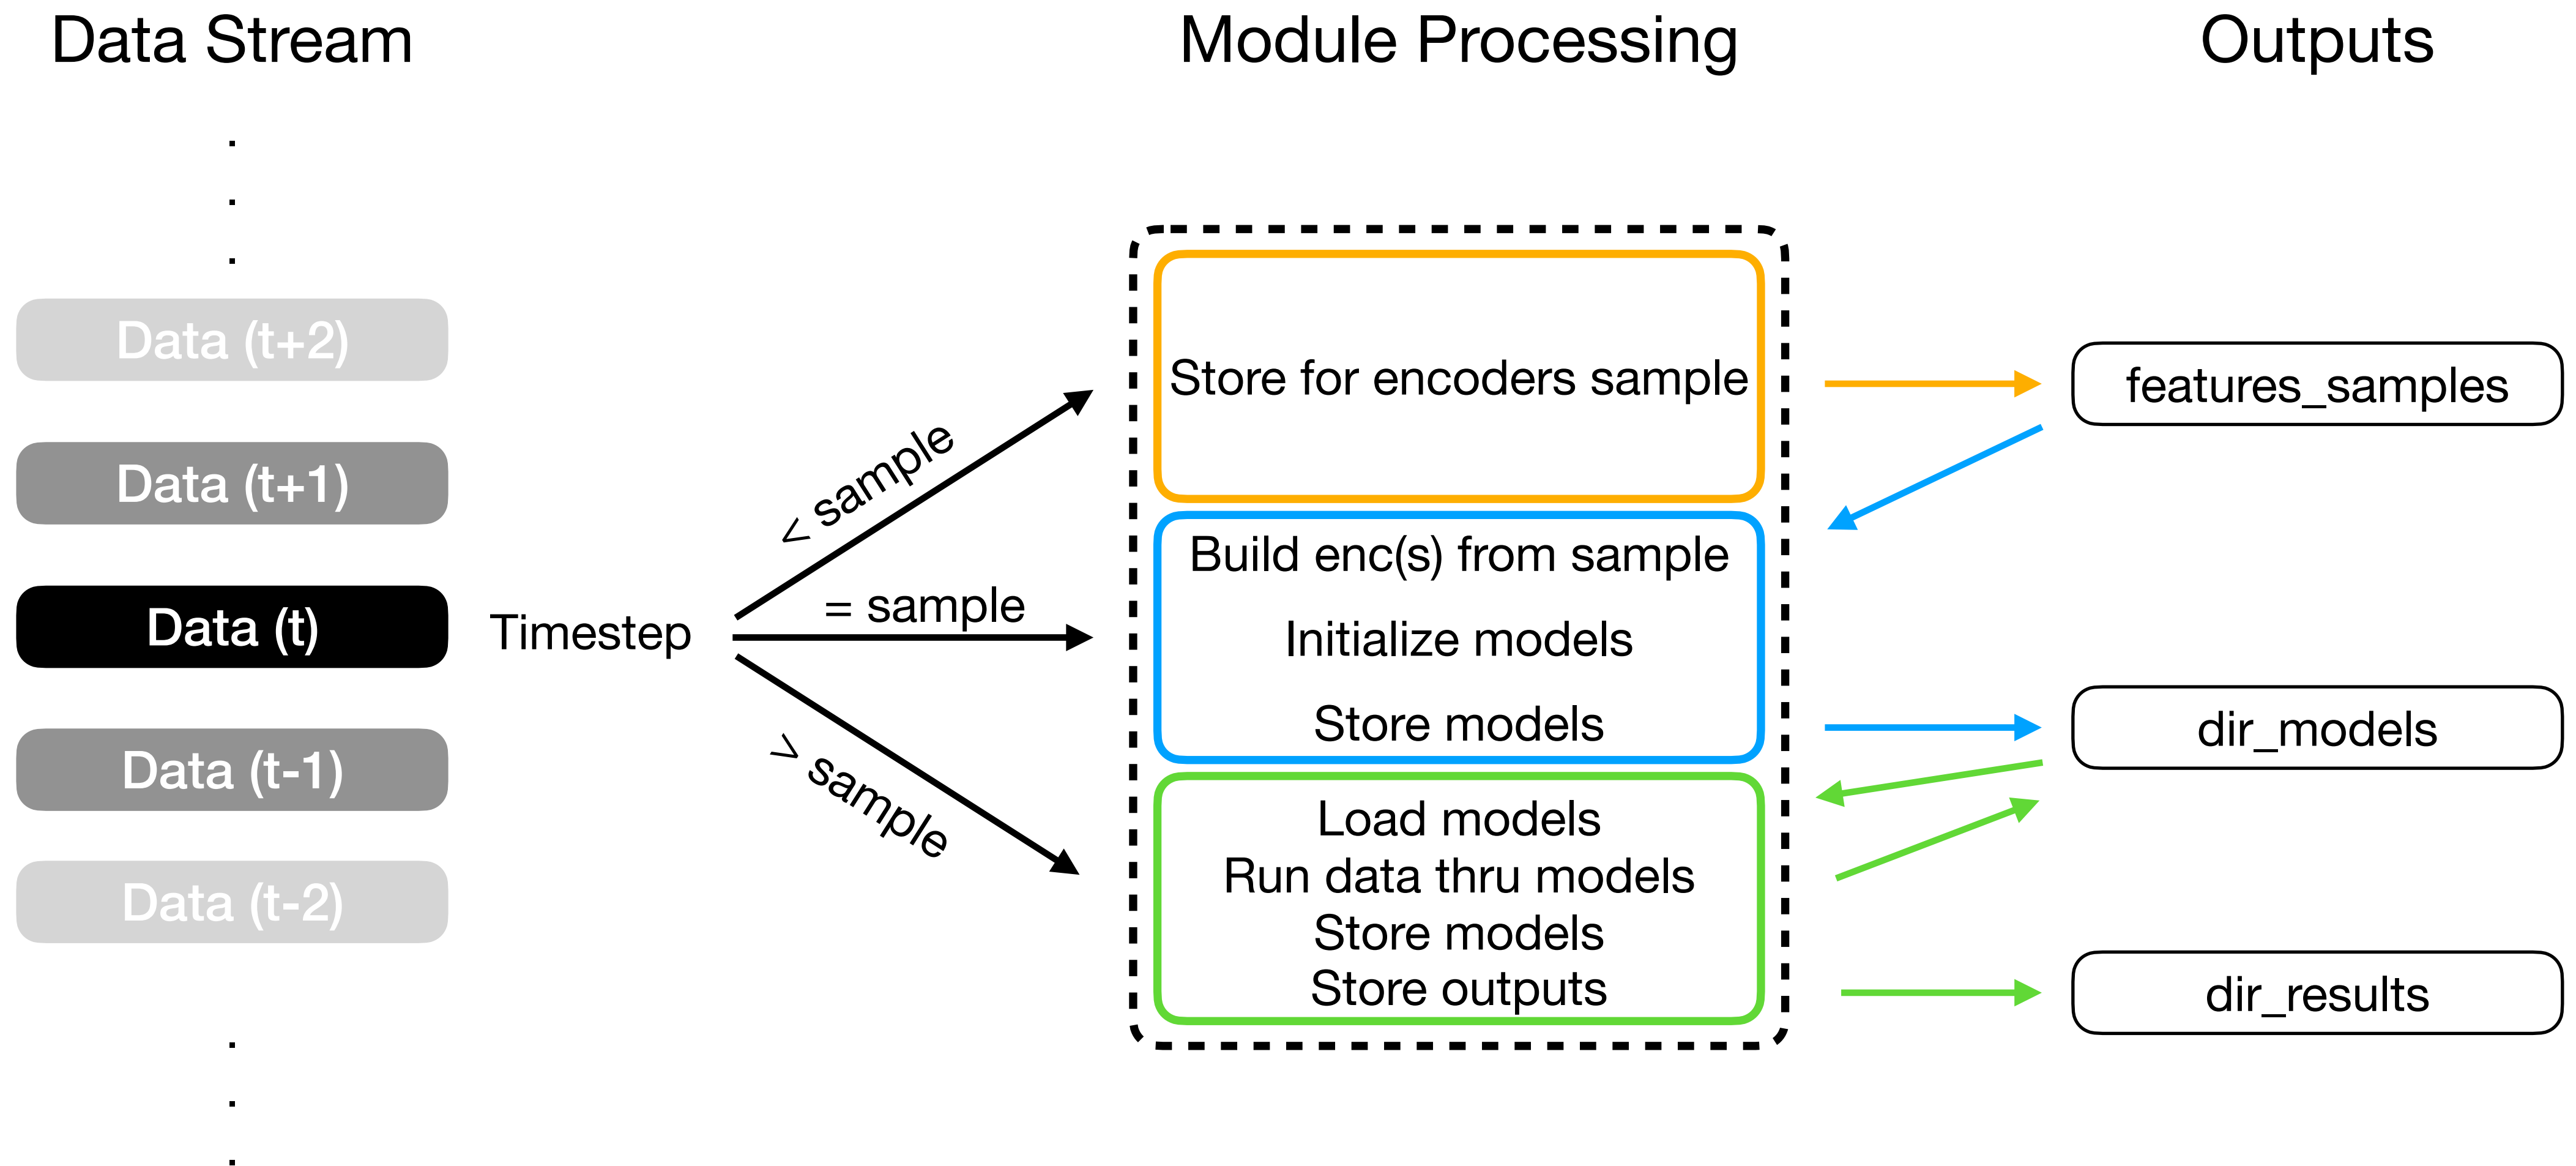 Data Stream
Module Processing
Outputs
.
.
.
Data (t+2)
Data (t+1)
Data (t)
Data (t-1)
Data (t-2)
.
.
.
Timestep
< sample
= sample
> sample
Store for encoders sample
Build enc(s) from sample
Initialize models
Store models
Load models
Run data thru models
Store models
Store outputs
features_samples
dir_models
dir_results